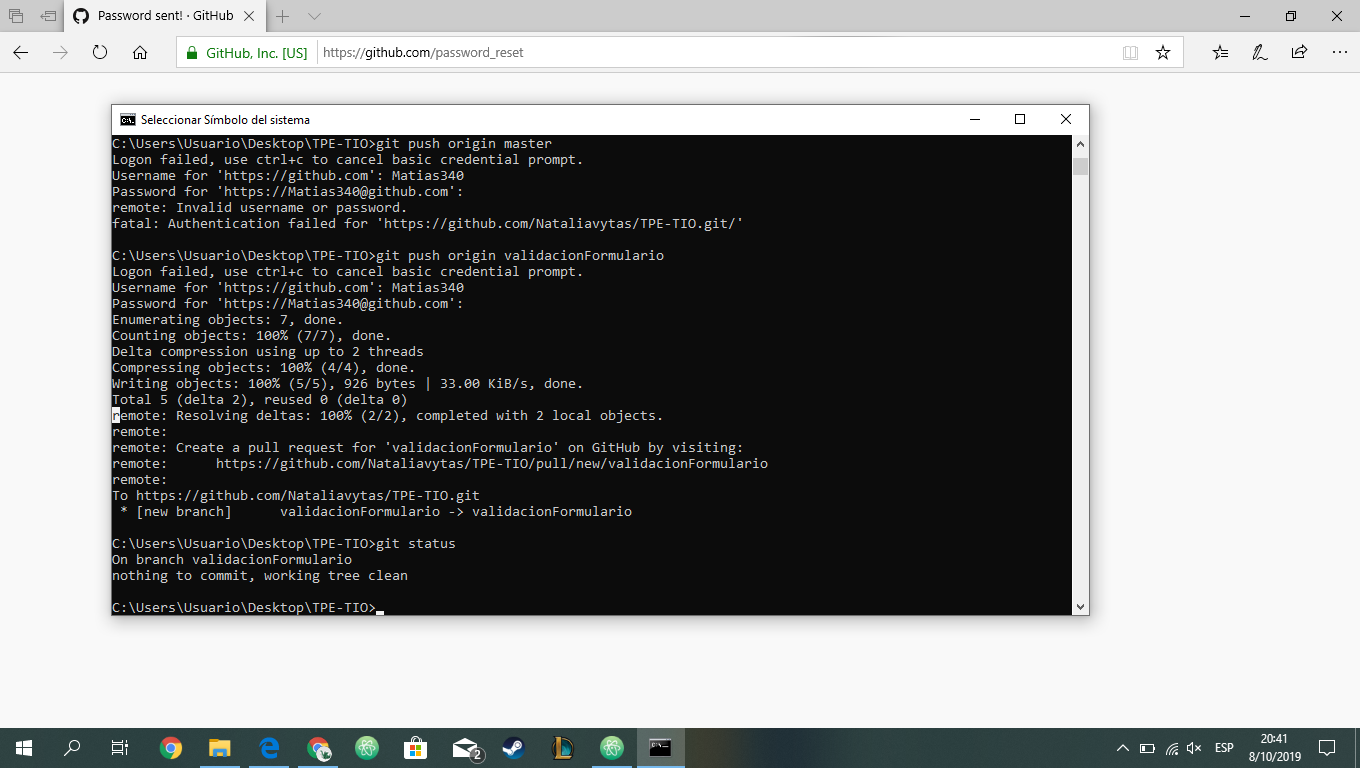 Password sent! · GitHub
GitHub, Inc. [US]
https://github.com/password_reset
Seleccionar Símbolo del sistema
C:\Users\Usuario\Desktop\TPE-TIO>git push origin master
Logon failed, use ctrl+c to cancel basic credential prompt.
Username for 'https://github.com': Matias340
Password for 'https://Matias340@github.com':
remote: Invalid username or password.
fatal: Authentication failed for 'https://github.com/Nataliavytas/TPE-TIO.git/'
C:\Users\Usuario\Desktop\TPE-TIO>git push origin validacionFormulario
Logon failed, use ctrl+c to cancel basic credential prompt.
Username for 'https://github.com': Matias340
Password for 'https://Matias340@github.com':
Enumerating objects: 7, done.
Counting objects: 100% (7/7), done.
Delta compression using up to 2 threads
Compressing objects: 100% (4/4), done.
Writing objects: 100% (5/5), 926 bytes | 33.00 KiB/s, done.
Total 5 (delta 2), reused 0 (delta 0)
remote: Resolving deltas: 100% (2/2), completed with 2 local objects.
remote:
remote: Create a pull request for 'validacionFormulario' on GitHub by visiting:
remote:      https://github.com/Nataliavytas/TPE-TIO/pull/new/validacionFormulario
remote:
To https://github.com/Nataliavytas/TPE-TIO.git
 * [new branch]      validacionFormulario -> validacionFormulario
C:\Users\Usuario\Desktop\TPE-TIO>git status
On branch validacionFormulario
nothing to commit, working tree clean
C:\Users\Usuario\Desktop\TPE-TIO>
2
ESP
20:41
8/10/2019